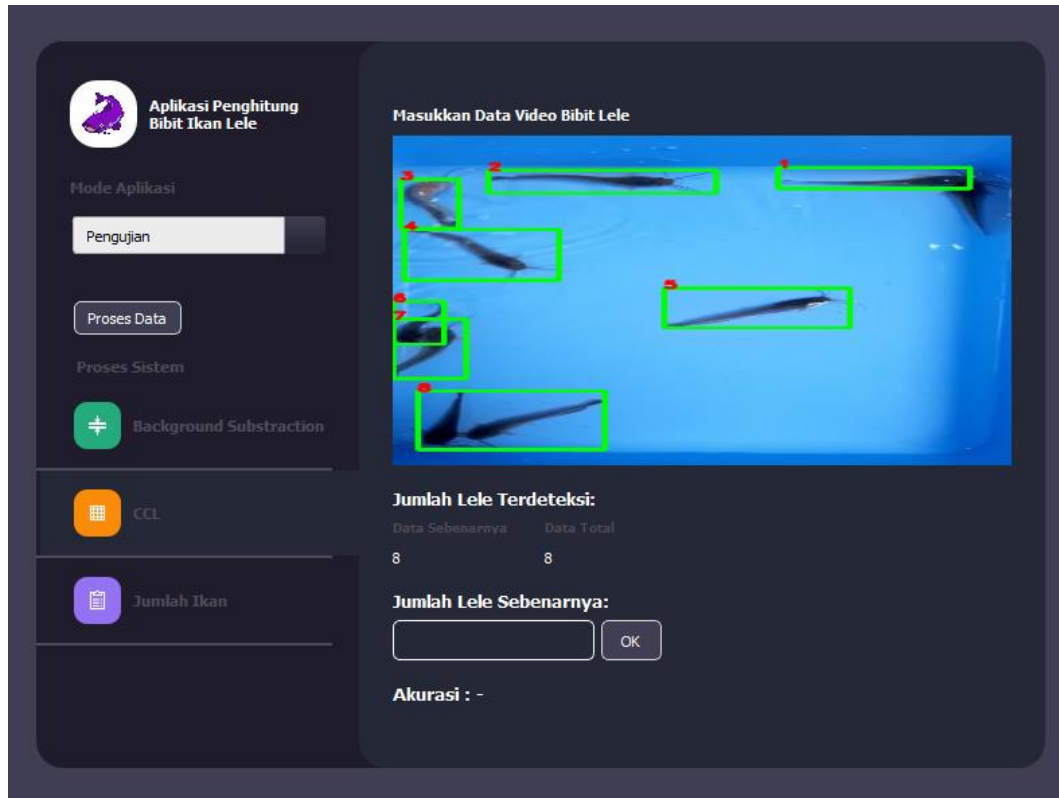 Aplikasi Penghitung
Bibit Ikan Lele
Mode Aplikasi
Pengujian
Proses Data
Proses Sistem
Background Substraction
CCL
Jumlah Ikan
Masukkan Data Video Bibit Lele
1
2
3
4
5
6
7
8
Jumlah Lele Terdeteksi:
Data Sebenarnya Data Total
8 8
Jumlah Lele Sebenarnya:
OK
Akurasi : -